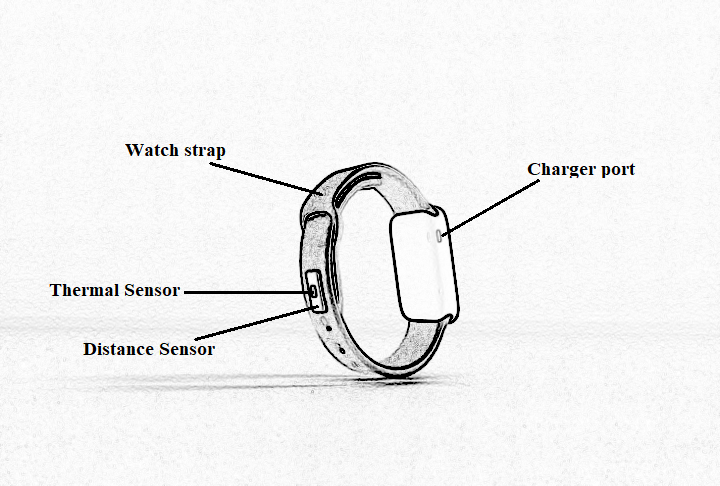 Watch strap
Charger port
Thermal Sensor
Distance Sensor